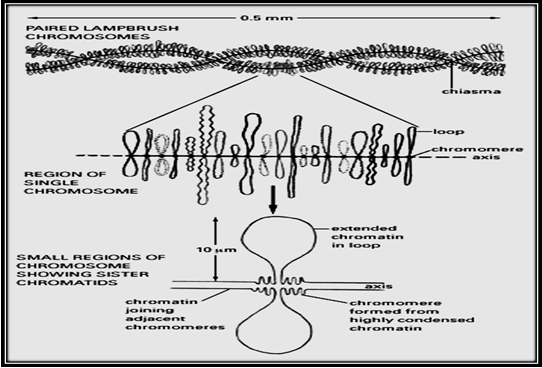 0.5 mm
PAIRED LAMPBRUSH
CHROMOSOMES
chiasma
loop
chromomere
axis
REGION OF
SINGLE
CHROMOSOME
extended
chromatin
in loop
10 μm
SMALL REGIONS OF
CHROMOSOME
SHOWING SISTER
CHROMATIDS
axis
chromatin
joining
adjacent
chromomeres
chromomere
formed from
highly condensed
chromatin